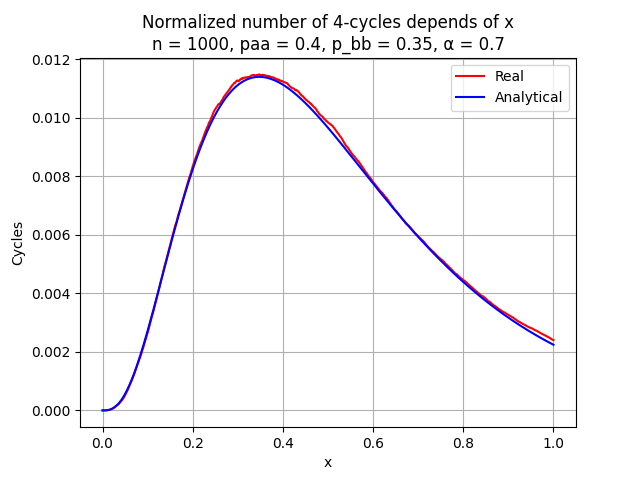 Normalized number of 4-cycles depends of x
n = 1000, paa = 0.4, p_bb = 0.35, α = 0.7
Real
Analytical
0.012
0.010
0.008
0.006
0.004
0.002
0.000
Cycles
0.0 0.2 0.4 0.6 0.8 1.0
x